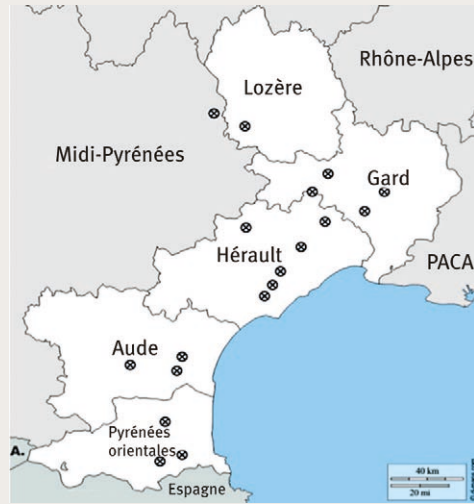 Rhône-Alpes
Lozère
Midi-Pyrénées
Gard
Hérault
PACA
Aude
Pyrénées
orientales
A.
Espagne
40 km
20 mi